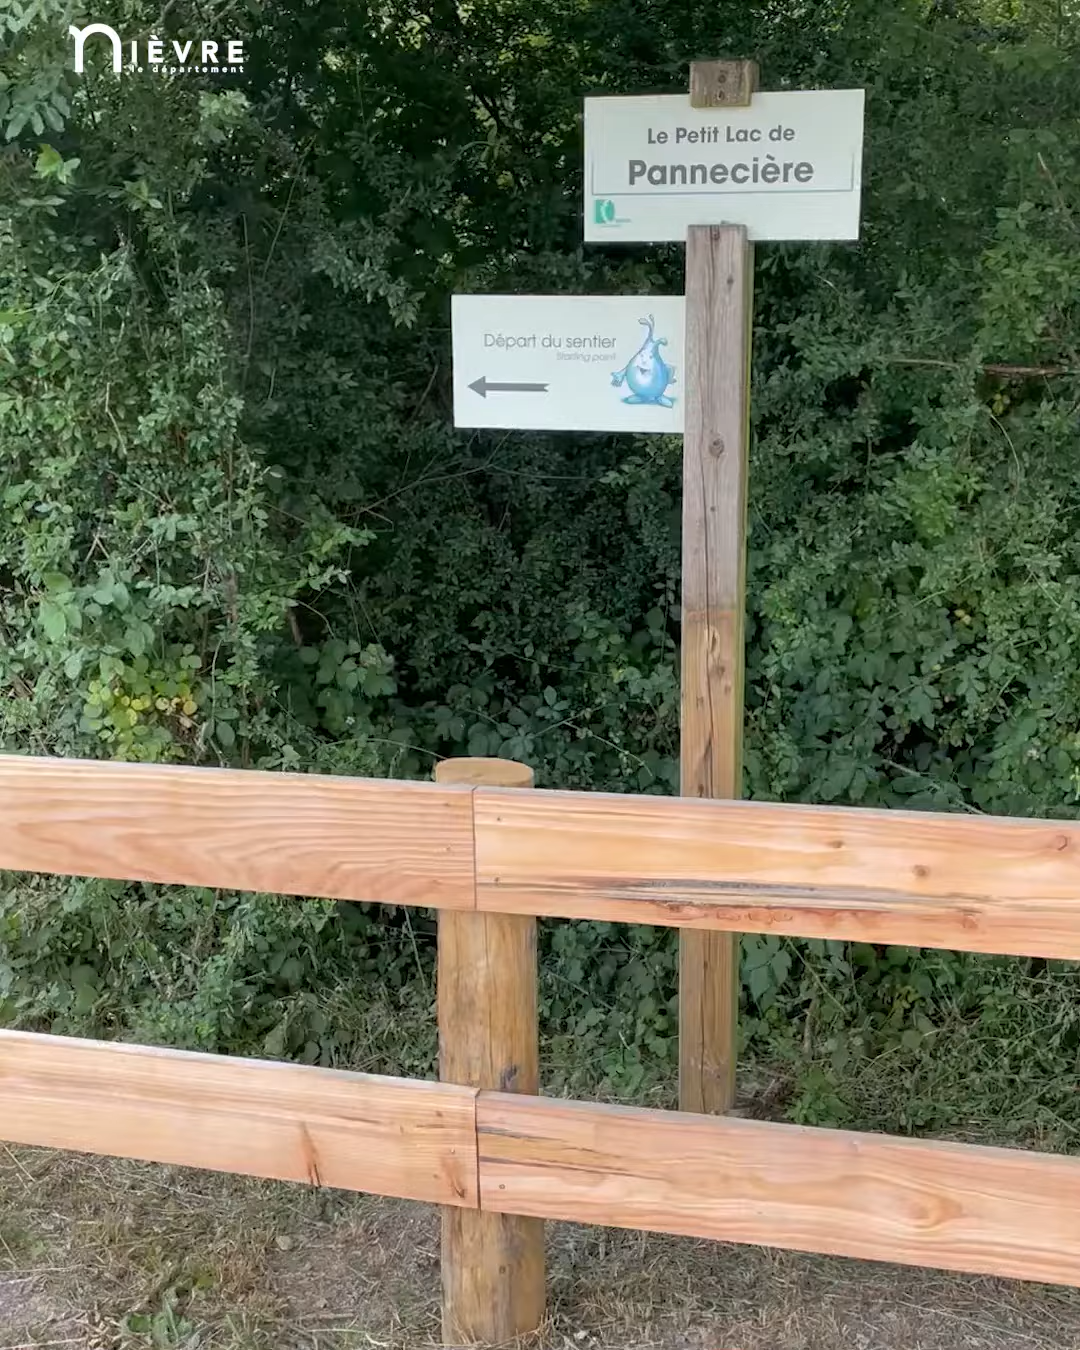 nIÈVRE
le département
Le Petit Lac de
Pannecière
Départ du sentier
Starting point